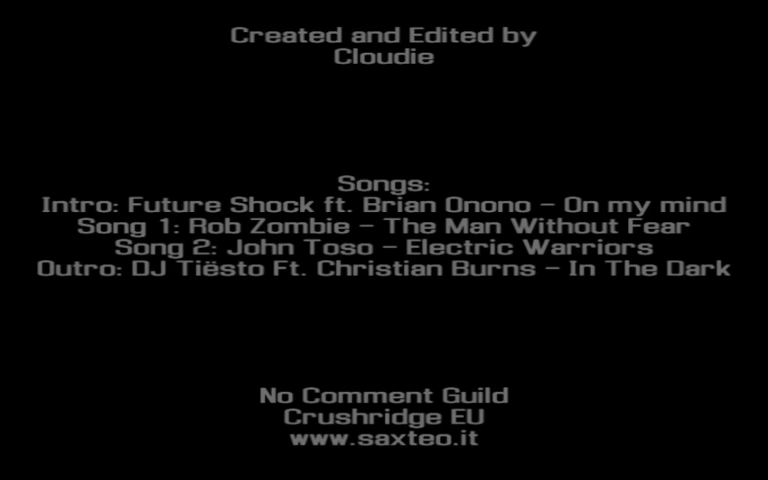 Created and Edited by
Cloudie
Songs:
Intro: Future Shock ft. Brian Onono - On my mind
Song 1: Rob Zombie - The Man Without Fear
Song 2: John Toso - Electric Warriors
Outro: DJ Tiësto Ft. Christian Burns - In The Dark
No Comment Guild
Crushridge EU
www.saxteo.it